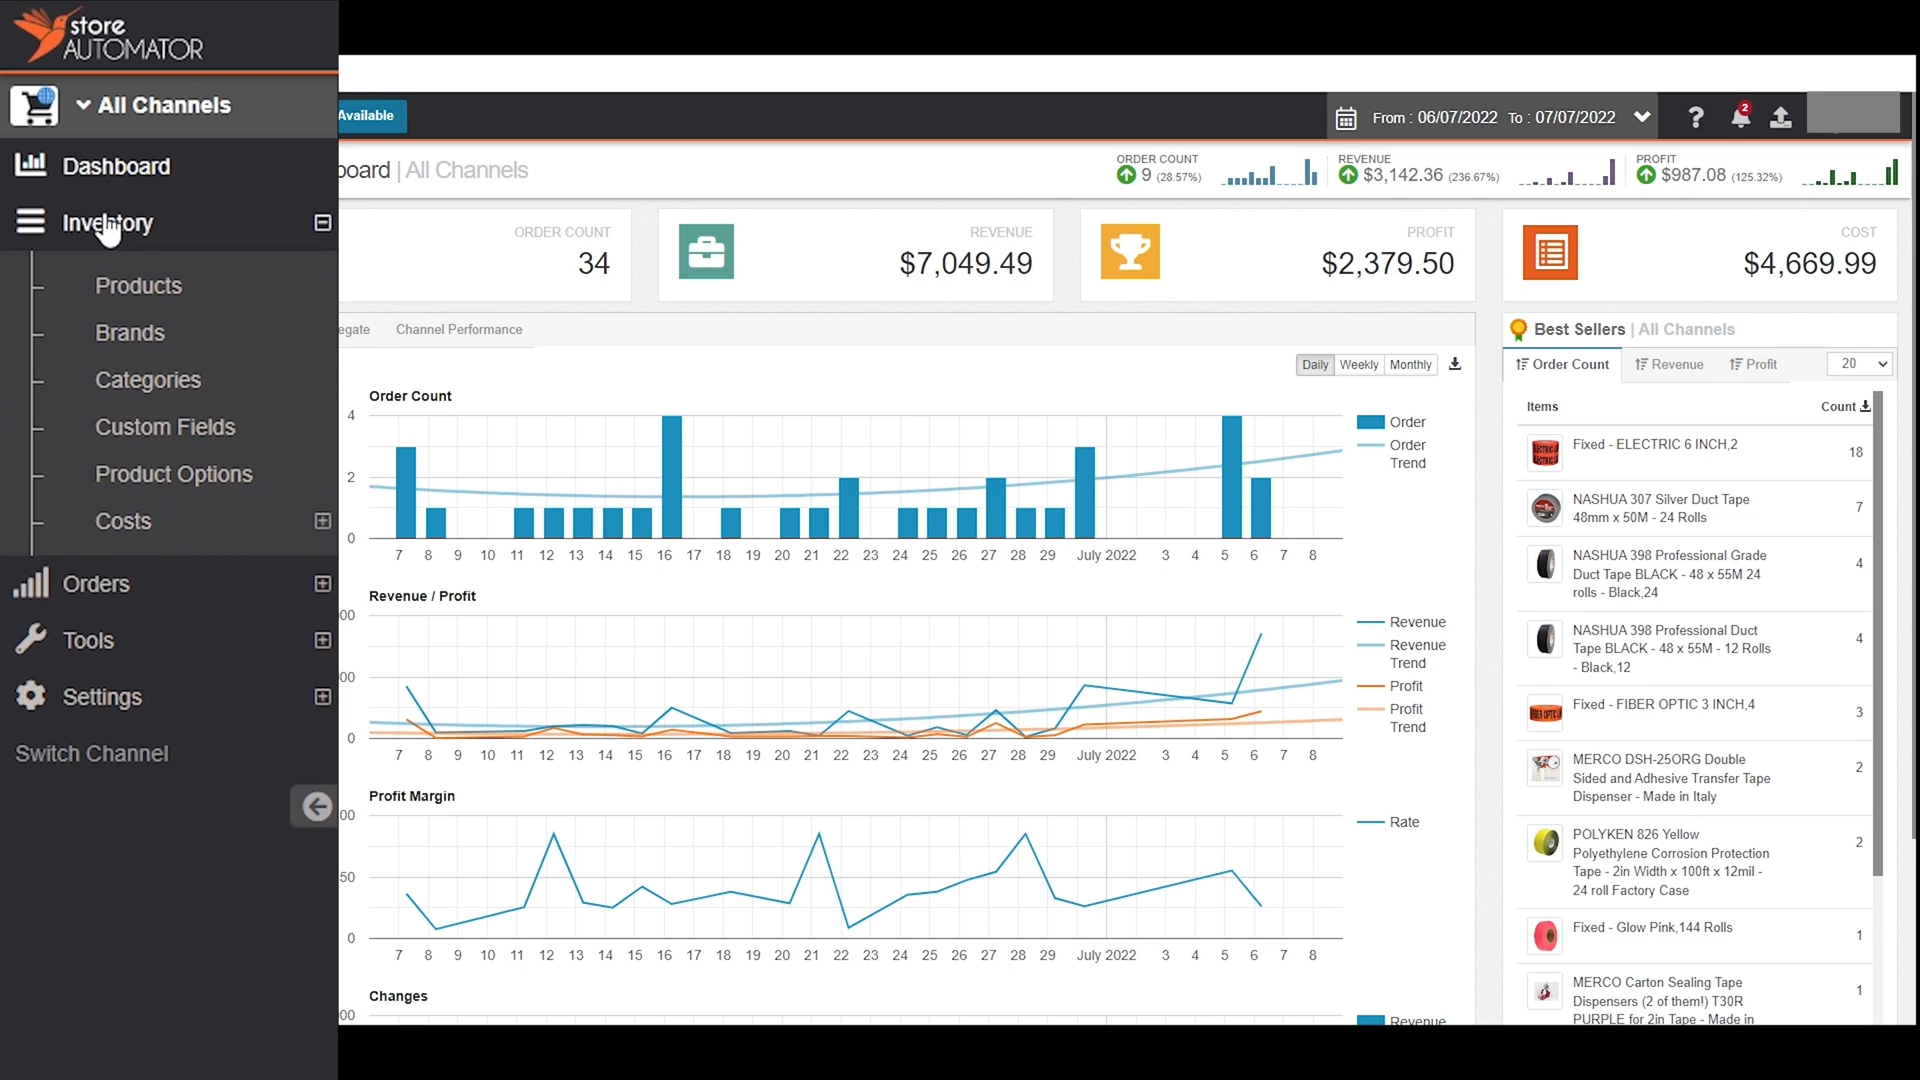 store
AUTOMATOR
All Channels
Dashboard
Inventory
Products
Brands
Categories
Custom Fields
Product Options
Costs
Orders
Tools
Settings
Switch Channel
Available
From : 06/07/2022 To : 07/07/2022
?
2
board | All Channels
ORDER COUNT
9 (28.57%)
REVENUE
$3,142.36 (236.67%)
PROFIT
$987.08 (125.32%)
ORDER COUNT
34
REVENUE
$7,049.49
PROFIT
$2,379.50
COST
$4,669.99
egate
Channel Performance
Daily Weekly Monthly
Order Count
4
2
0
7 8 9 10 11 12 13 14 15 16 17 18 19 20 21 22 23 24 25 26 27 28 29 July 2022 3 4 5 6 7 8
Order
Order
Trend
Revenue / Profit
00
00
0
7 8 9 10 11 12 13 14 15 16 17 18 19 20 21 22 23 24 25 26 27 28 29 July 2022 3 4 5 6 7 8
Revenue
Revenue
Trend
Profit
Profit
Trend
Profit Margin
00
50
0
7 8 9 10 11 12 13 14 15 16 17 18 19 20 21 22 23 24 25 26 27 28 29 July 2022 3 4 5 6 7 8
Rate
Changes
00
Revenue
Best Sellers | All Channels
Order Count Revenue Profit 20
Items Count
Fixed - ELECTRIC 6 INCH,2
18
NASHUA 307 Silver Duct Tape
48mm x 50M - 24 Rolls
7
NASHUA 398 Professional Grade
Duct Tape BLACK - 48 x 55M 24
rolls - Black,24
4
NASHUA 398 Professional Duct
Tape BLACK - 48 x 55M - 12 Rolls
- Black,12
4
Fixed - FIBER OPTIC 3 INCH,4
3
MERCO DSH-25ORG Double
Sided and Adhesive Transfer Tape
Dispenser - Made in Italy
2
POLYKEN 826 Yellow
Polyethylene Corrosion Protection
Tape - 2in Width x 100ft x 12mil -
24 roll Factory Case
2
Fixed - Glow Pink,144 Rolls
1
MERCO Carton Sealing Tape
Dispensers (2 of them!) T30R
PURPLE for 2in Tape - Made in
1